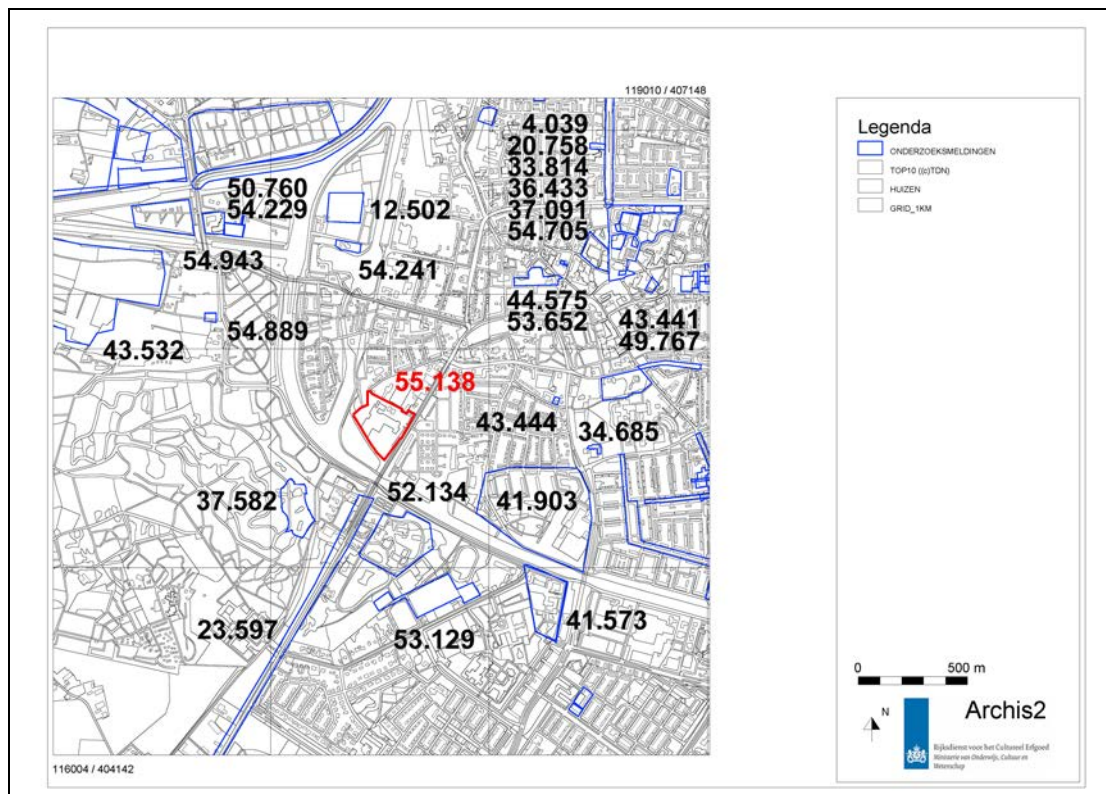 119010 / 407148
4.039
20.758
33.814
36.433
37.091
54.705
50.760
54.229
12.502
54.943
54.241
44.575
53.652
43.441
49.767
54.889
43.532
55.138
43.444
34.685
37.582
52.134
41.903
23.597
53.129
41.573
116004 / 404142
Legenda
ONDERZOEKSMELDINGEN
TOP10 ((c)TDN)
HUIZEN
GRID_1KM
0 500 m
N
Archis2
Rijksdienst voor het Cultureel Erfgoed
Ministerie van Onderwijs, Cultuur en
Wetenschap